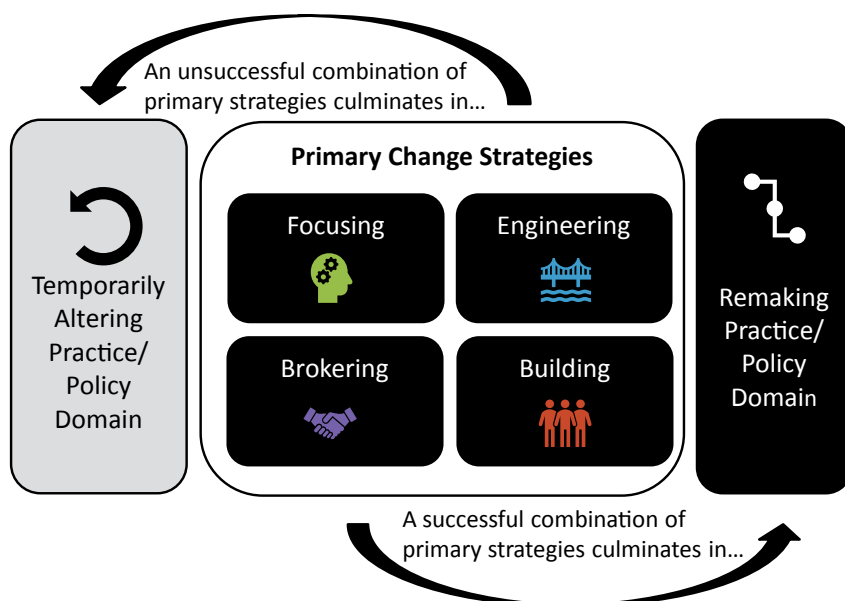 An unsuccessful combination of
primary strategies culminates in...
Primary Change Strategies
Focusing
Engineering
Brokering
Building
Temporarily
Altering
Practice/
Policy
Domain
Remaking
Practice/
Policy
Domain
A successful combination of
primary strategies culminates in...